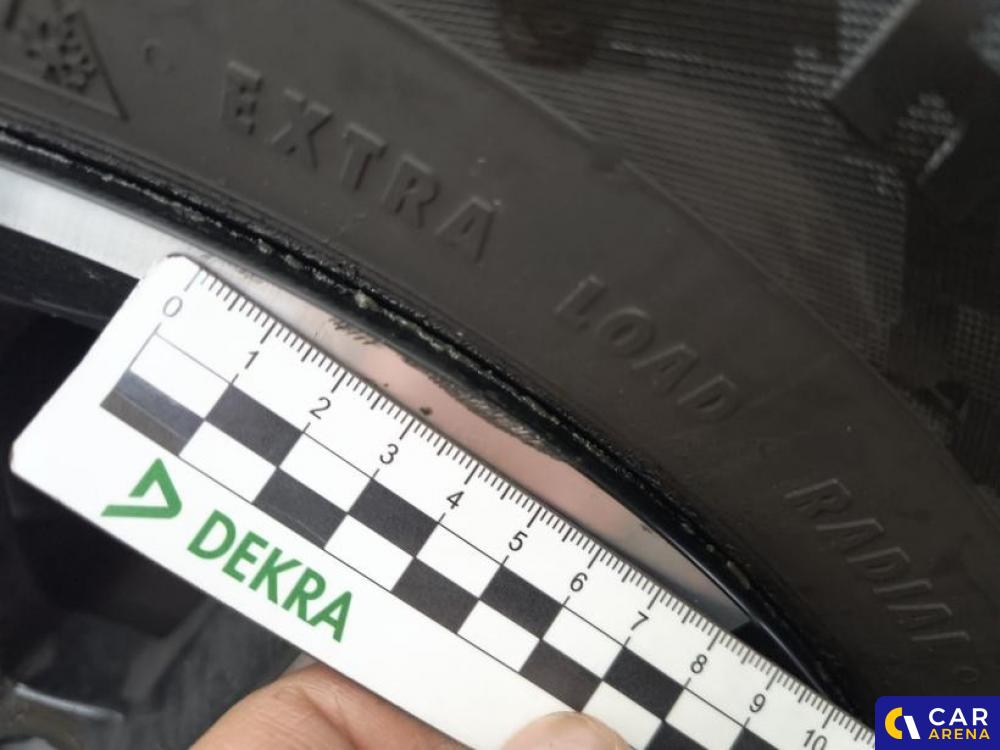 EXTRA LOAD RADIAL
0 1 2 3 4 5 6 7 8 9 10
DEKRA
CAR
ARENA